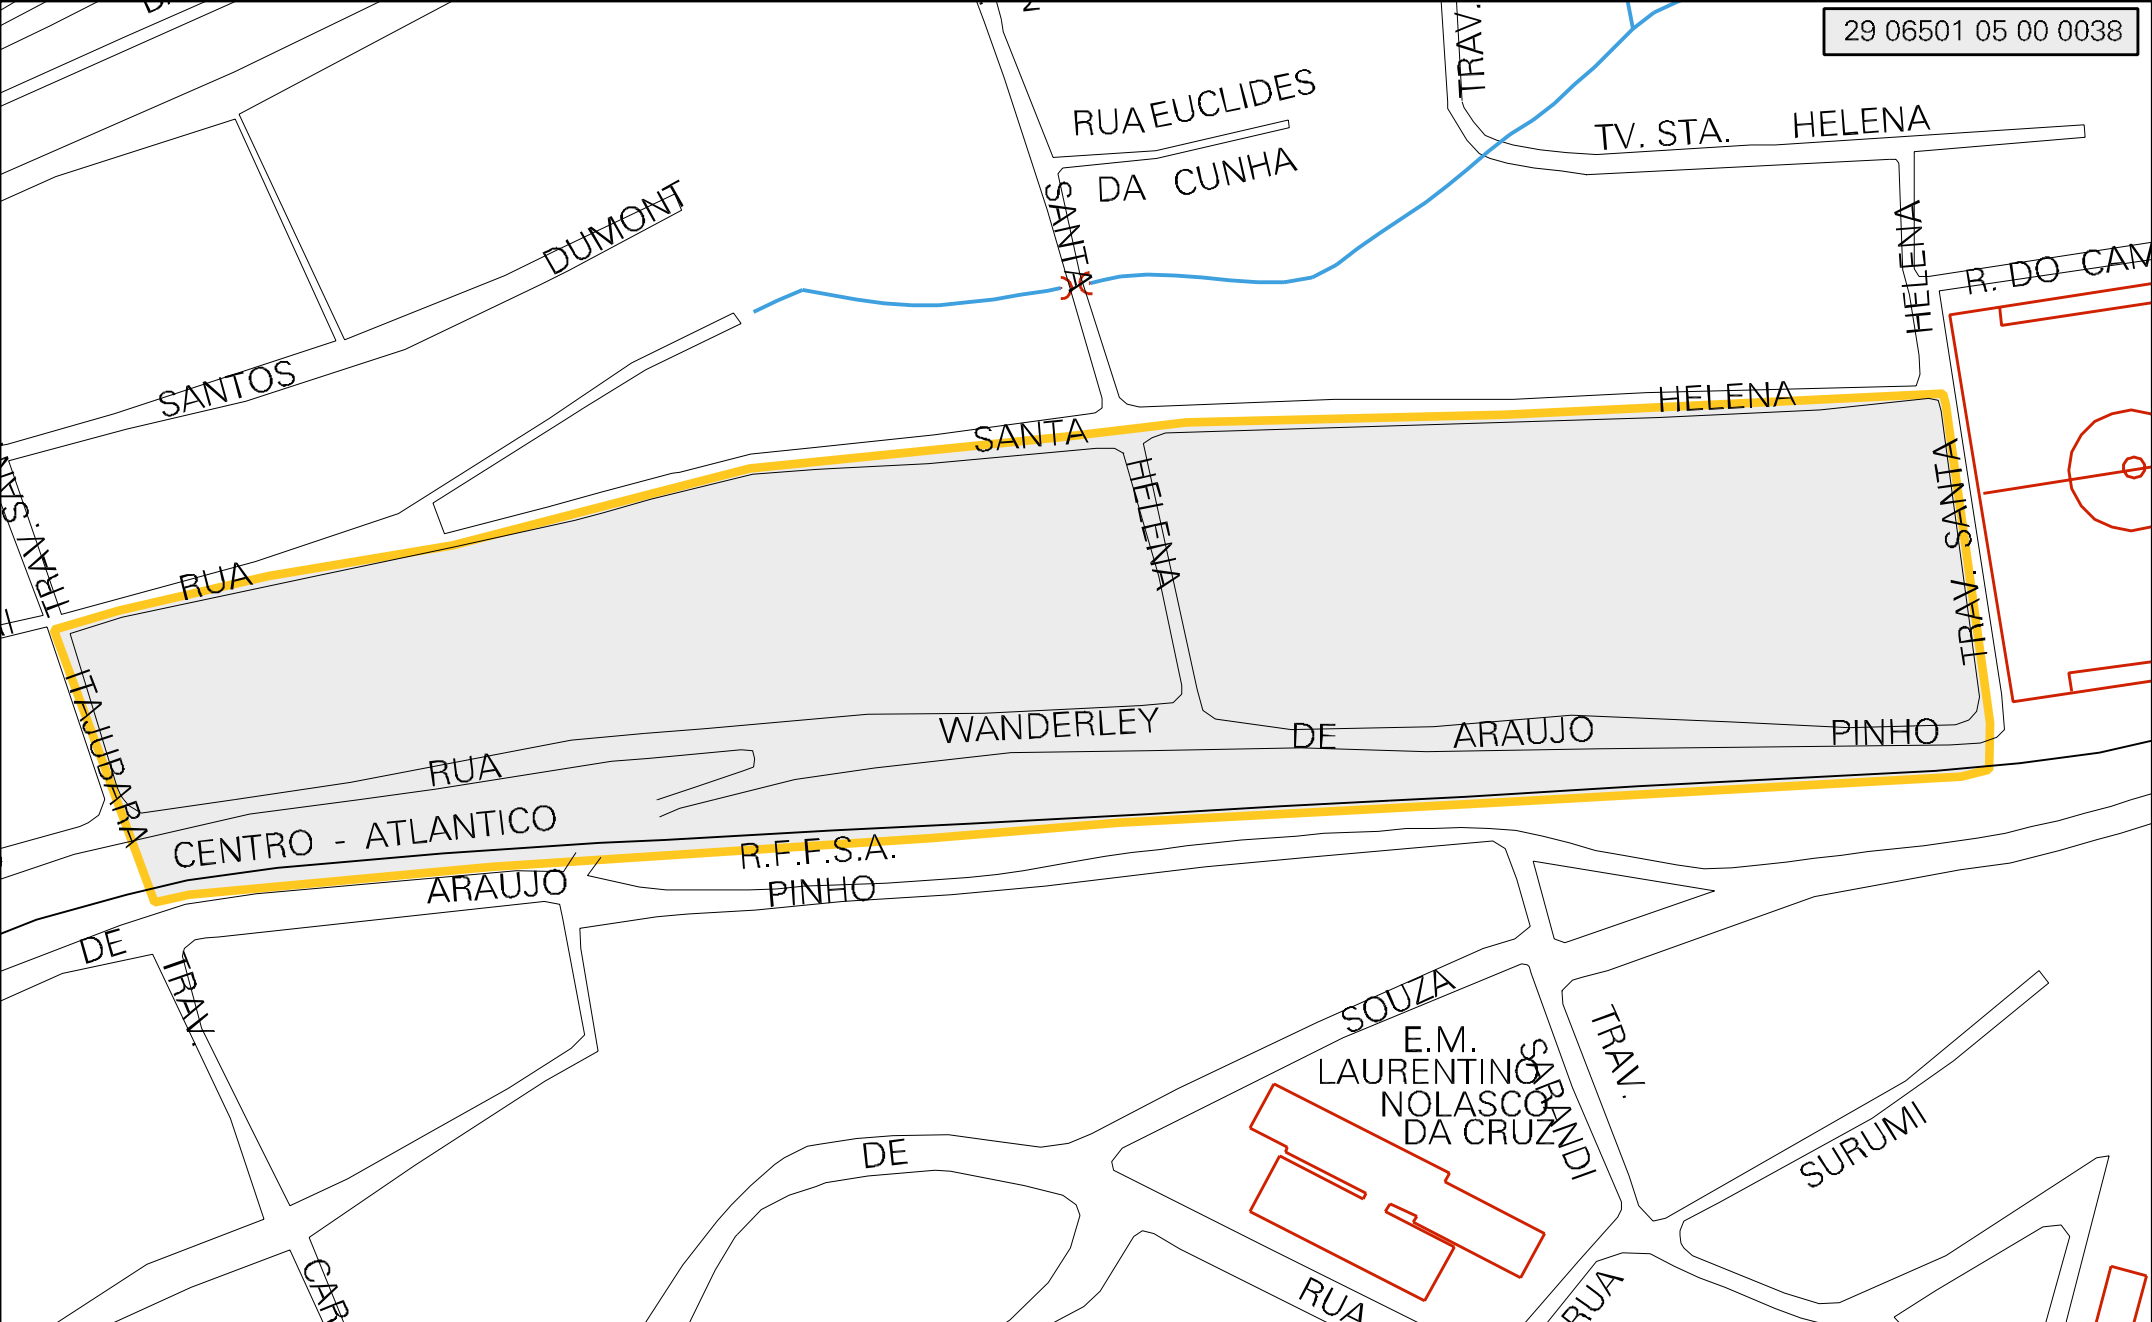 29 06501 05 00 0038
TRAV.
RUA EUCLIDES
DA CUNHA
TV. STA. HELENA
SANTA
HELENA
R. DO CAM
DUMONT
SANTOS
HELENA
SANTA
HELENA
TRAV. SANTA
TRAV.
RUA
ITAJUBARA
WANDERLEY
DE ARAUJO PINHO
RUA
CENTRO - ATLANTICO
R.F.F.S.A.
ARAUJO
PINHO
DE
TRAV.
SOUZA
E.M.
LAURENTINO
NOLASCO
DA CRUZ
SARANDI
TRAV.
SURUMI
DE
CAR
RUA
RUA